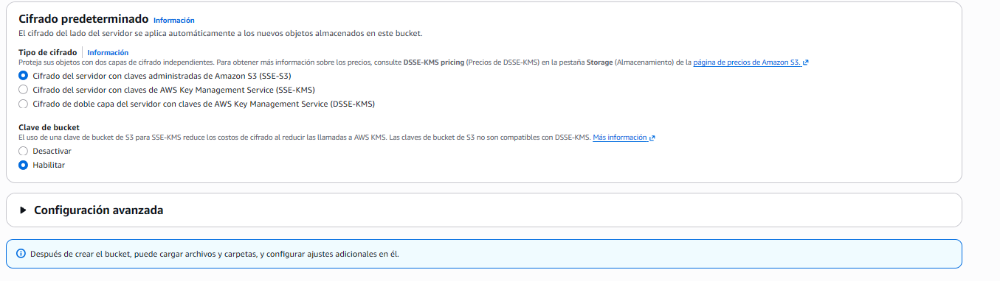 Cifrado predeterminado Información
El cifrado del lado del servidor se aplica automáticamente a los nuevos objetos almacenados en este bucket.
Tipo de cifrado Información
Proteja sus objetos con dos capas de cifrado independientes. Para obtener más información sobre los precios, consulte DSSE-KMS pricing (Precios de DSSE-KMS) en la pestaña Storage (Almacenamiento) de la página de precios de Amazon S3.
Cifrado del servidor con claves administradas de Amazon S3 (SSE-S3)
Cifrado del servidor con claves de AWS Key Management Service (SSE-KMS)
Cifrado de doble capa del servidor con claves de AWS Key Management Service (DSSE-KMS)
Clave de bucket
El uso de una clave de bucket de S3 para SSE-KMS reduce los costos de cifrado al reducir las llamadas a AWS KMS. Las claves de bucket de S3 no son compatibles con DSSE-KMS. Más información
Desactivar
Habilitar
Configuración avanzada
Después de crear el bucket, puede cargar archivos y carpetas, y configurar ajustes adicionales en él.